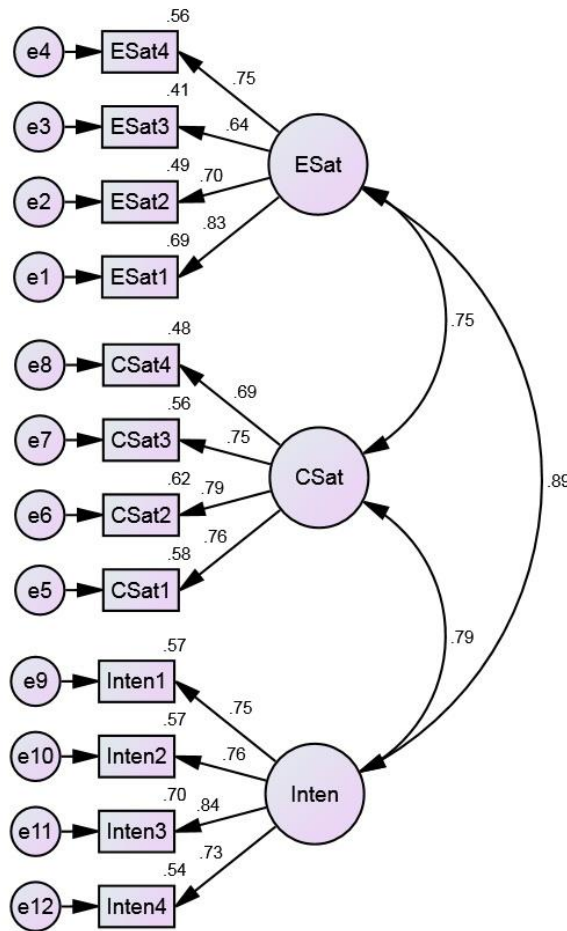 .56
e4 ESat4
.75
.41
e3 ESat3
.64
ESat
.49
e2 ESat2
.70
.69
.83
e1 ESat1
.75
.48
e8 CSat4
.69
.56
e7 CSat3
.75
CSat
.62
.79
e6 CSat2
.89
.58
.76
e5 CSat1
.79
.57
e9 Inten1
.75
.57
e10 Inten2
.76
Inten
.70
.84
e11 Inten3
.73
.54
e12 Inten4